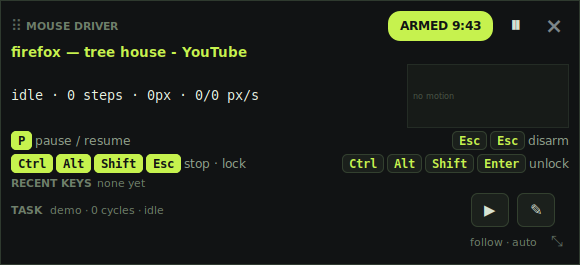 MOUSE DRIVER ARMED 9:43
firefox — tree house - YouTube
idle · 0 steps · 0px · 0/0 px/s no motion
P pause / resume Esc Esc disarm
Ctrl Alt Shift Esc stop · lock Ctrl Alt Shift Enter unlock
RECENT KEYS none yet
TASK demo · 0 cycles · idle
follow · auto